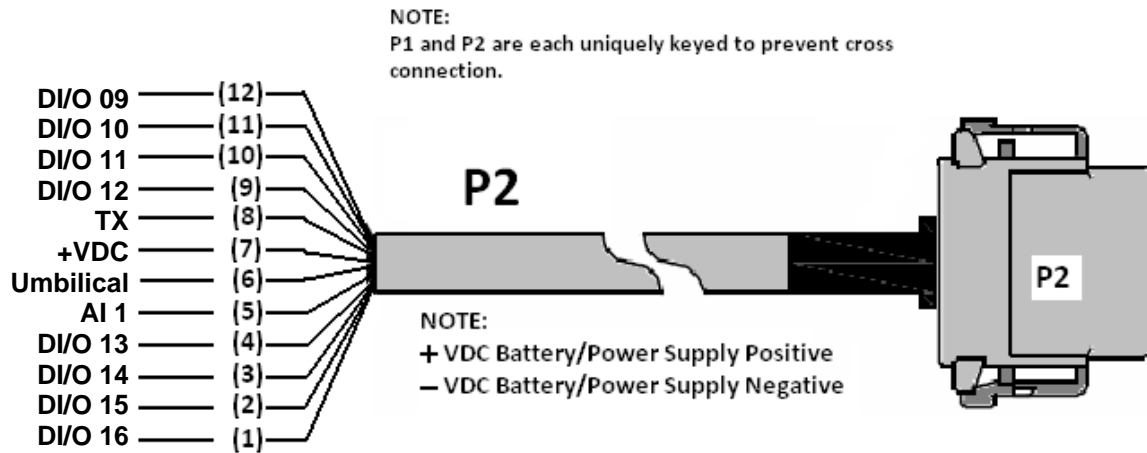 NOTE:
P1 and P2 are each uniquely keyed to prevent cross
connection.
DI/O 09 (12)
DI/O 10 (11)
DI/O 11 (10)
DI/O 12 (9)
TX (8)
+VDC (7)
Umbilical (6)
AI 1 (5)
DI/O 13 (4)
DI/O 14 (3)
DI/O 15 (2)
DI/O 16 (1)
P2
P2
NOTE:
+ VDC Battery/Power Supply Positive
– VDC Battery/Power Supply Negative